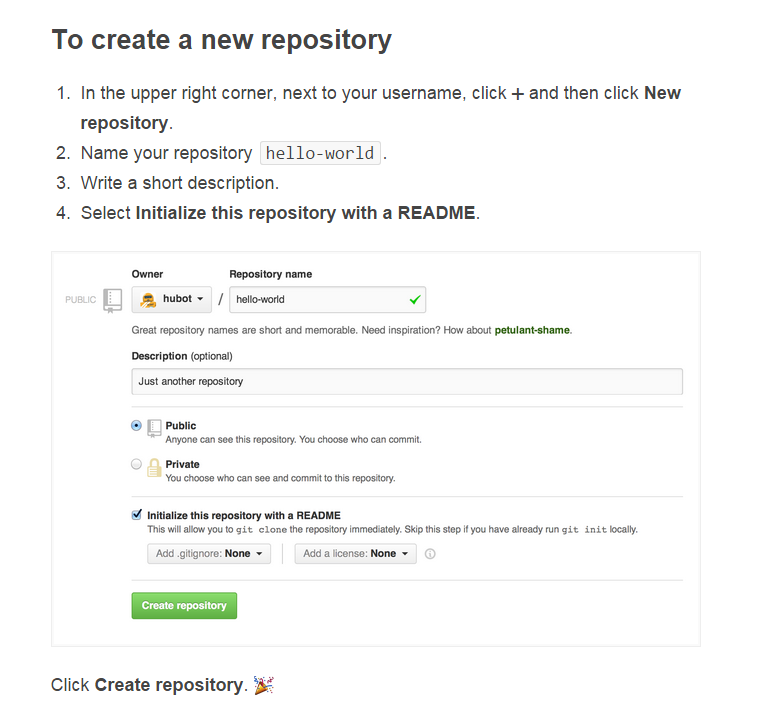 To create a new repository
1. In the upper right corner, next to your username, click + and then click New
repository.
2. Name your repository hello-world.
3. Write a short description.
4. Select Initialize this repository with a README.
Owner Repository name
PUBLIC hubot / hello-world
Great repository names are short and memorable. Need inspiration? How about petulant-shame.
Description (optional)
Just another repository
Public
Anyone can see this repository. You choose who can commit.
Private
You choose who can see and commit to this repository.
Initialize this repository with a README
This will allow you to git clone the repository immediately. Skip this step if you have already run git init locally.
Add .gitignore: None Add a license: None
Create repository
Click Create repository. 🎉